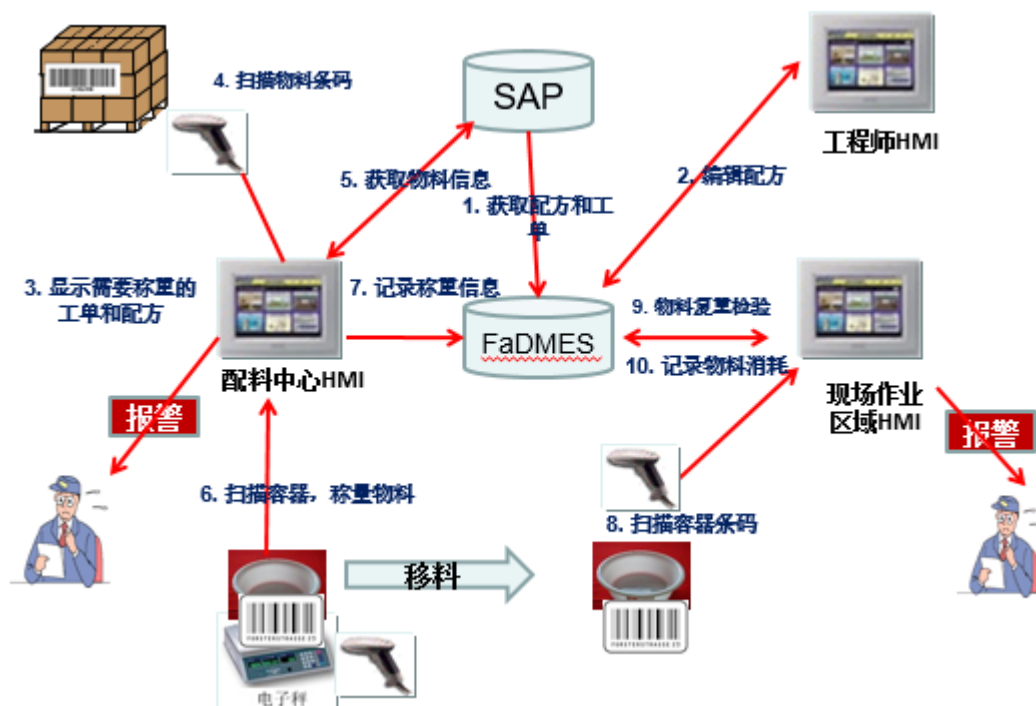 4. 扫描物料条码
SAP
工程师HMI
5. 获取物料信息
2. 编辑配方
1. 获取配方和工
单
3. 显示需要称重的
工单和配方
7. 记录称重信息
9. 物料复重检验
FaDMES
10. 记录物料消耗
配料中心HMI
现场作业
区域HMI
报警
报警
6. 扫描容器，称量物料
8. 扫描容器条码
移料
电子秤